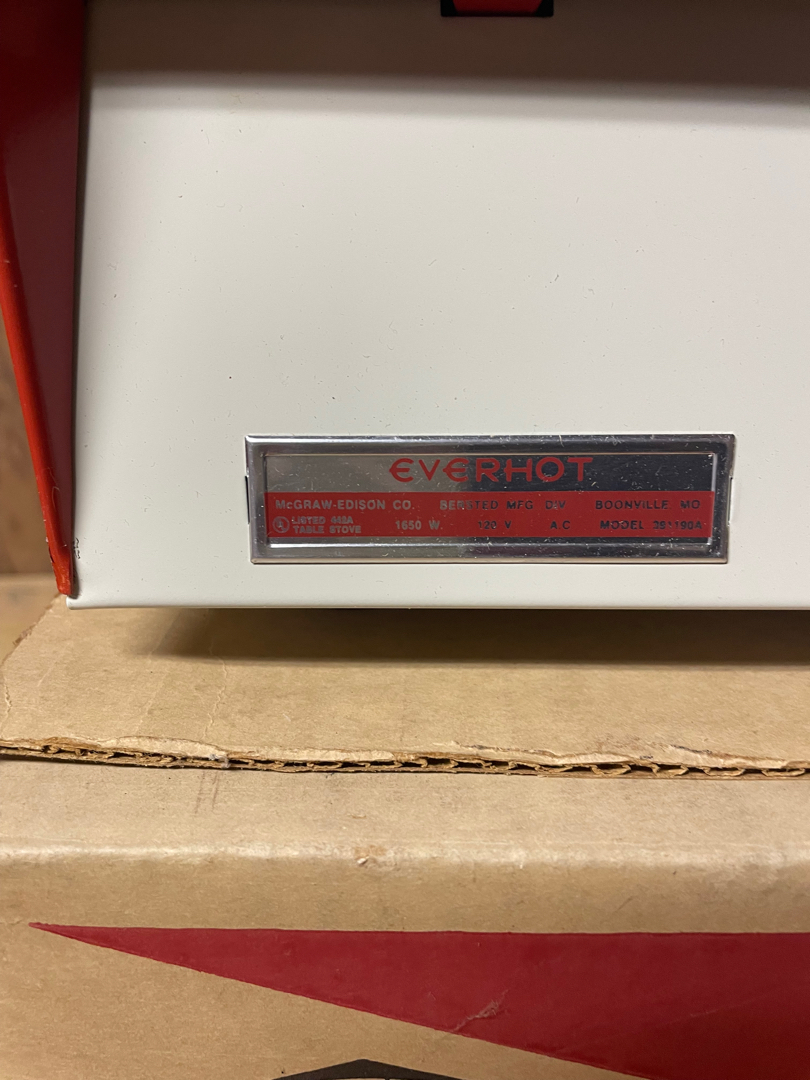 EVERHOT
McGRAW-EDISON CO. BERSTED MFG. DIV. BOONVILLE, MO.
LISTED 1650 W. 120 V. A.C. MODEL
TABLE STOVE